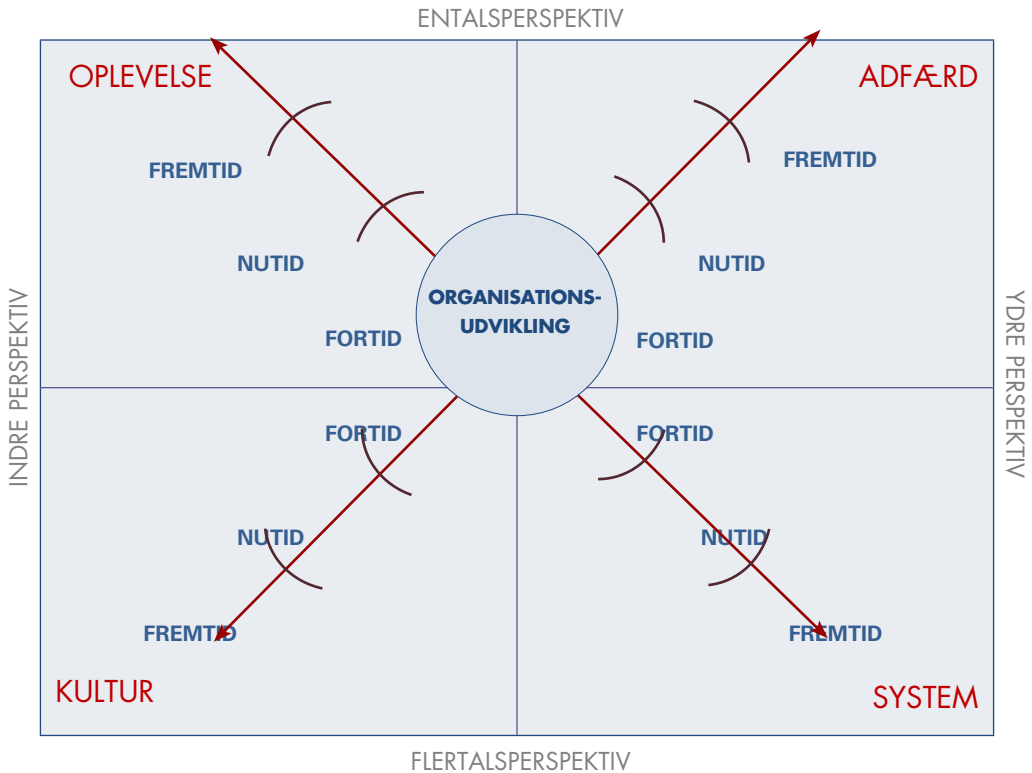 ENTALSPERSPEKTIV
OPLEVELSE
ADFÆRD
FREMTID
FREMTID
NUTID
NUTID
ORGANISATIONS-
UDVIKLING
FORTID
FORTID
INDRE PERSPEKTIV
YDRE PERSPEKTIV
FORTID
FORTID
NUTID
NUTID
FREMTID
FREMTID
KULTUR
SYSTEM
FLERTALSPERSPEKTIV